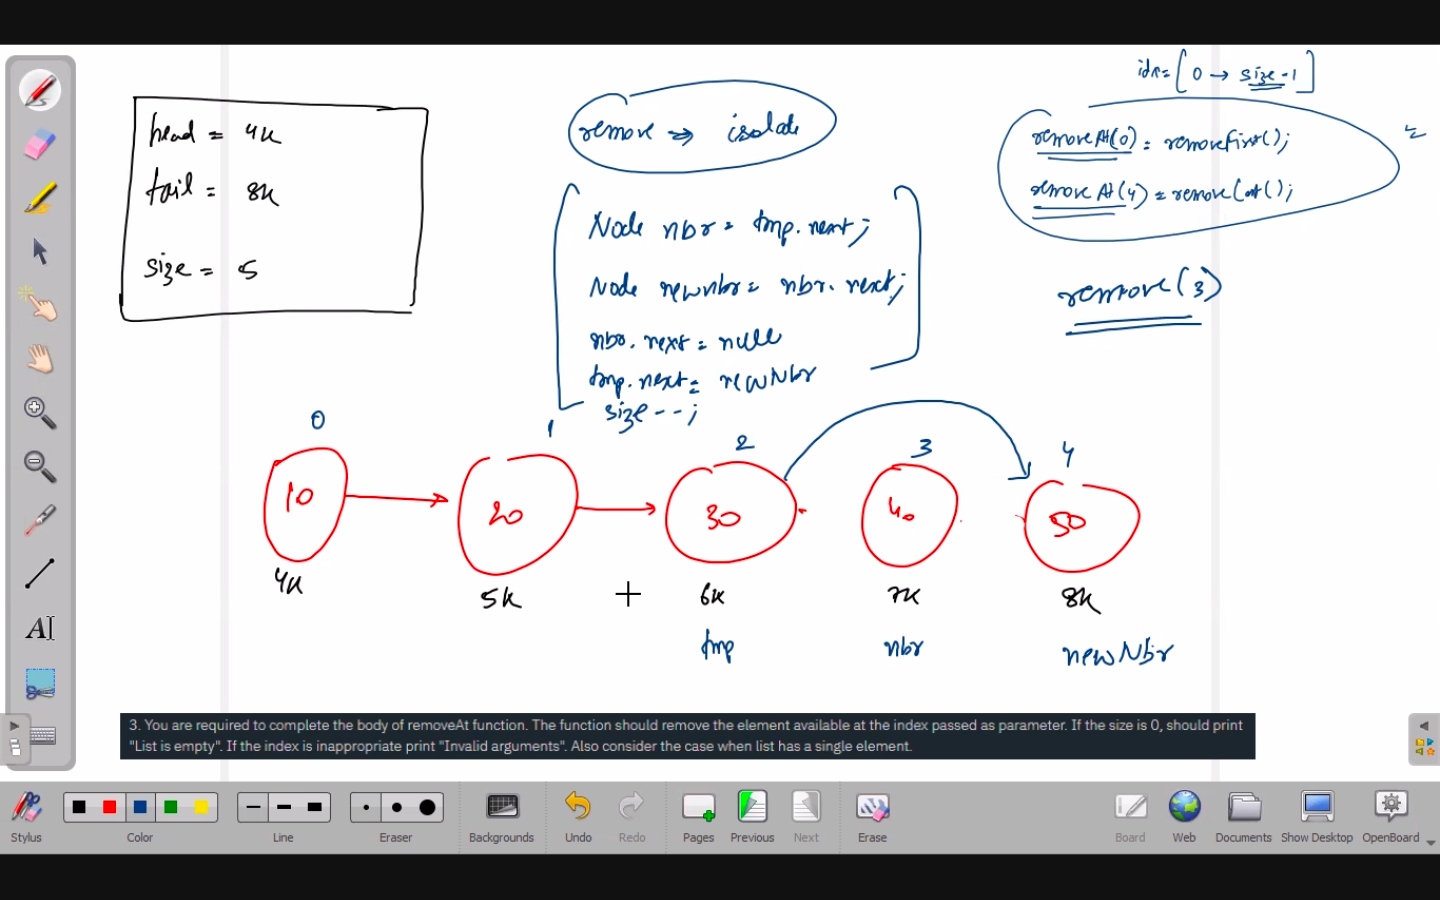 idx = [ 0 → size - 1 ]
head = 4K
tail = 8K
size = 5
remove ⇒ isolate
removeAt(0) = removeFirst();
removeAt(4) = removeLast();
remove(3)
Node nbr = tmp.next;
Node newnbr = nbr.next;
nbr.next = null
tmp.next = newNbr
size--;
0 1 2 3 4
10 20 30 40 50
4K 5K 6K 7K 8K
tmp nbr newNbr
3. You are required to complete the body of removeAt function. The function should remove the element available at the index passed as parameter. If the size is 0, should print
"List is empty". If the index is inappropriate print "Invalid arguments". Also consider the case when list has a single element.
Stylus Color Line Eraser Backgrounds Undo Redo Pages Previous Next Erase Board Web Documents Show Desktop OpenBoard